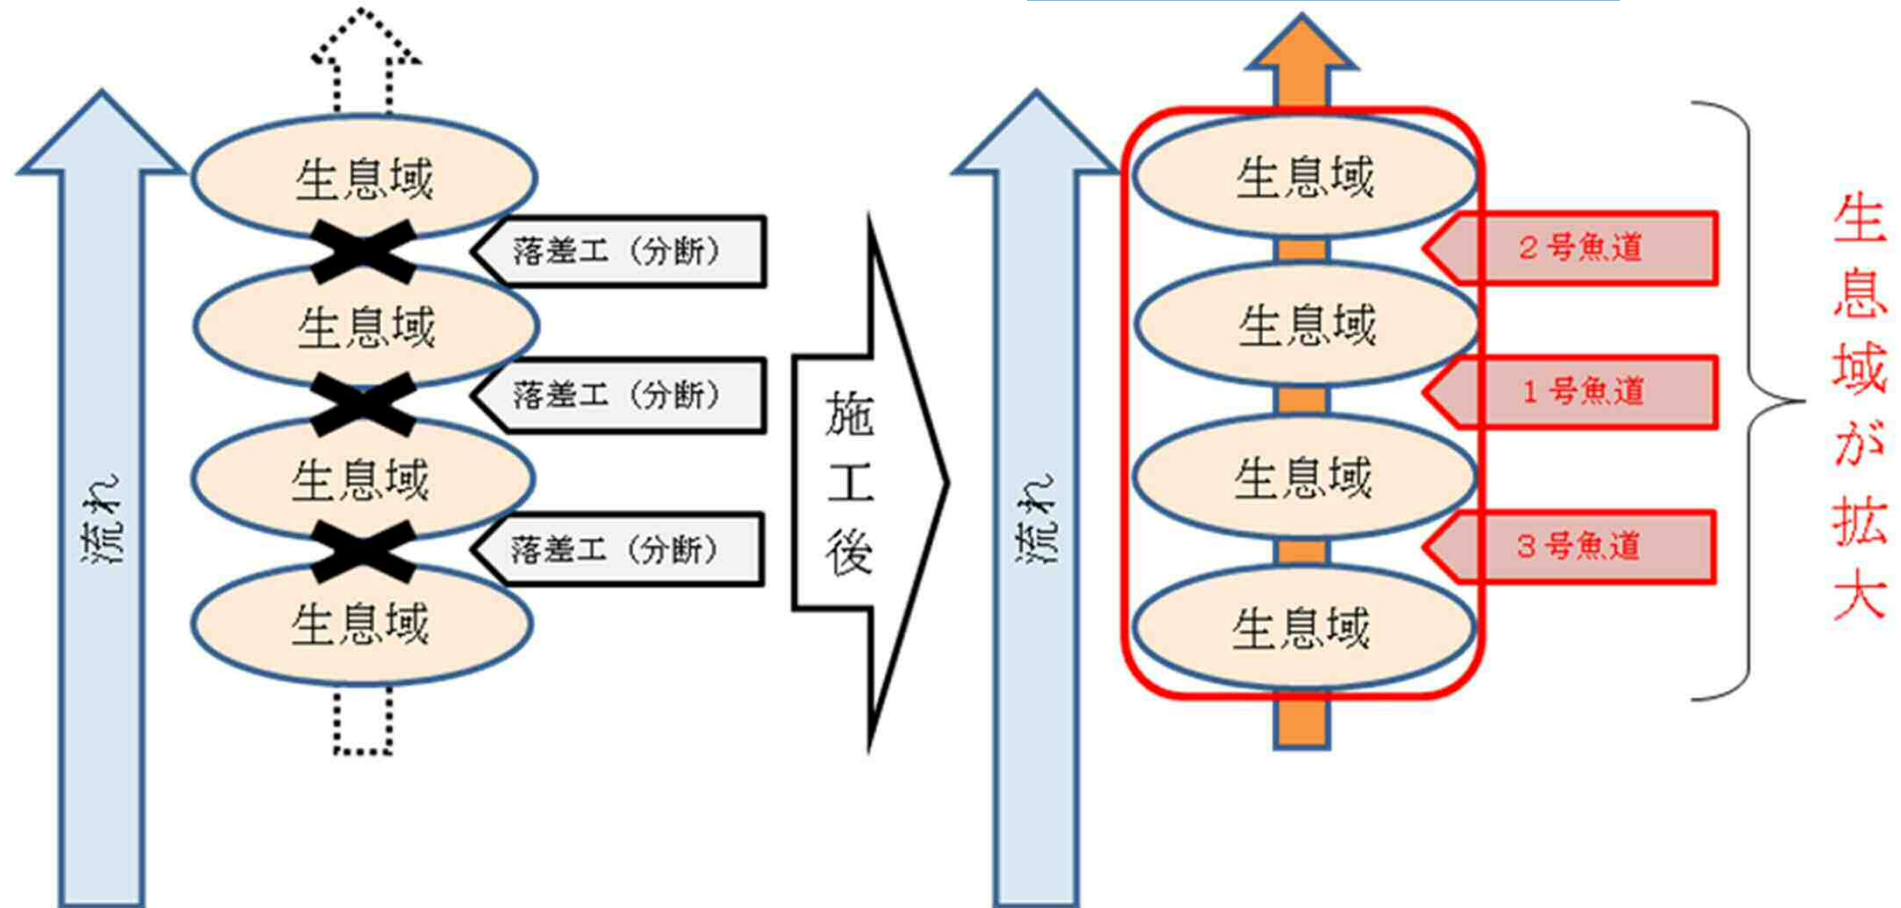 流れ
生息域
落差工（分断）
生息域
落差工（分断）
生息域
落差工（分断）
生息域
施工後
流れ
生息域
２号魚道
生息域
１号魚道
生息域
３号魚道
生息域
生息域が拡大